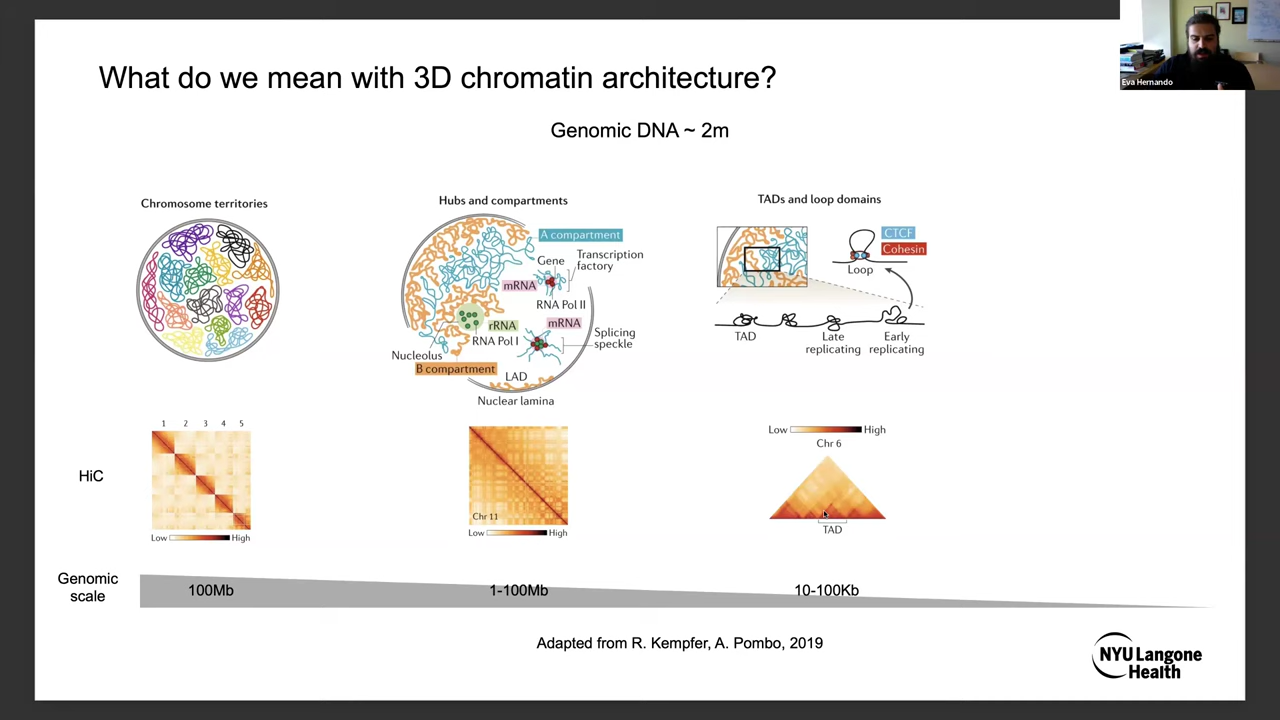 What do we mean with 3D chromatin architecture?
Eva Hernando
Genomic DNA ~ 2m
Chromosome territories
Hubs and compartments
A compartment
Gene
Transcription
factory
mRNA
RNA Pol II
mRNA
rRNA
RNA Pol I
Splicing
speckle
Nucleolus
B compartment
LAD
Nuclear lamina
TADs and loop domains
CTCF
Cohesin
Loop
TAD
Late
replicating
Early
replicating
HiC
1 2 3 4 5
Low High
Chr 11
Low High
Low High
Chr 6
TAD
Genomic
scale
100Mb
1-100Mb
10-100Kb
Adapted from R. Kempfer, A. Pombo, 2019
NYU Langone
Health